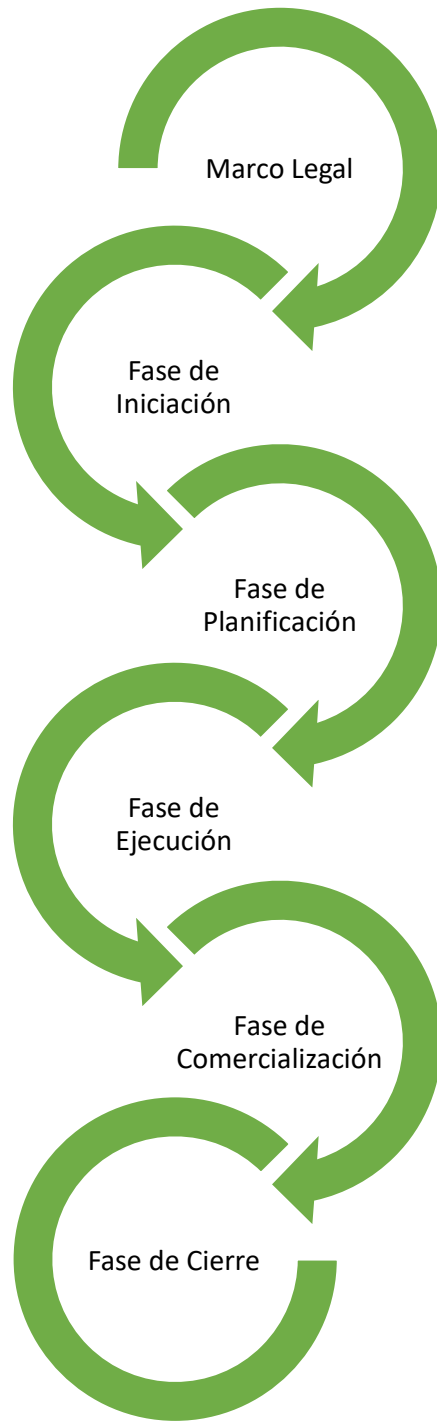 Marco Legal
Fase de
Iniciación
Fase de
Planificación
Fase de
Ejecución
Fase de
Comercialización
Fase de Cierre